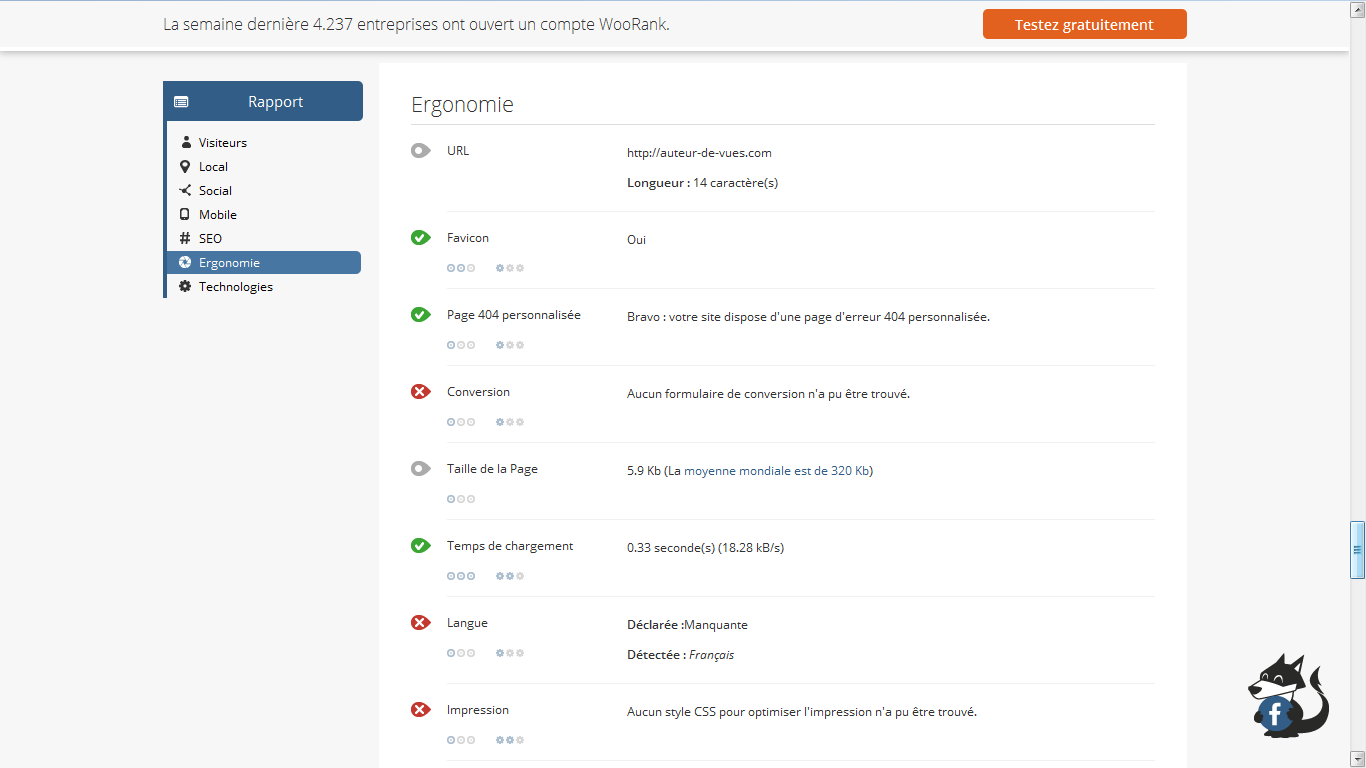 La semaine dernière 4.237 entreprises ont ouvert un compte WooRank.
Testez gratuitement
Rapport
Visiteurs
Local
Social
Mobile
SEO
Ergonomie
Technologies
Ergonomie
URL
http://auteur-de-vues.com
Longueur : 14 caractère(s)
Favicon
Oui
Page 404 personnalisée
Bravo : votre site dispose d'une page d'erreur 404 personnalisée.
Conversion
Aucun formulaire de conversion n'a pu être trouvé.
Taille de la Page
5.9 Kb (La moyenne mondiale est de 320 Kb)
Temps de chargement
0.33 seconde(s) (18.28 kB/s)
Langue
Déclarée :Manquante
Détectée : Français
Impression
Aucun style CSS pour optimiser l'impression n'a pu être trouvé.